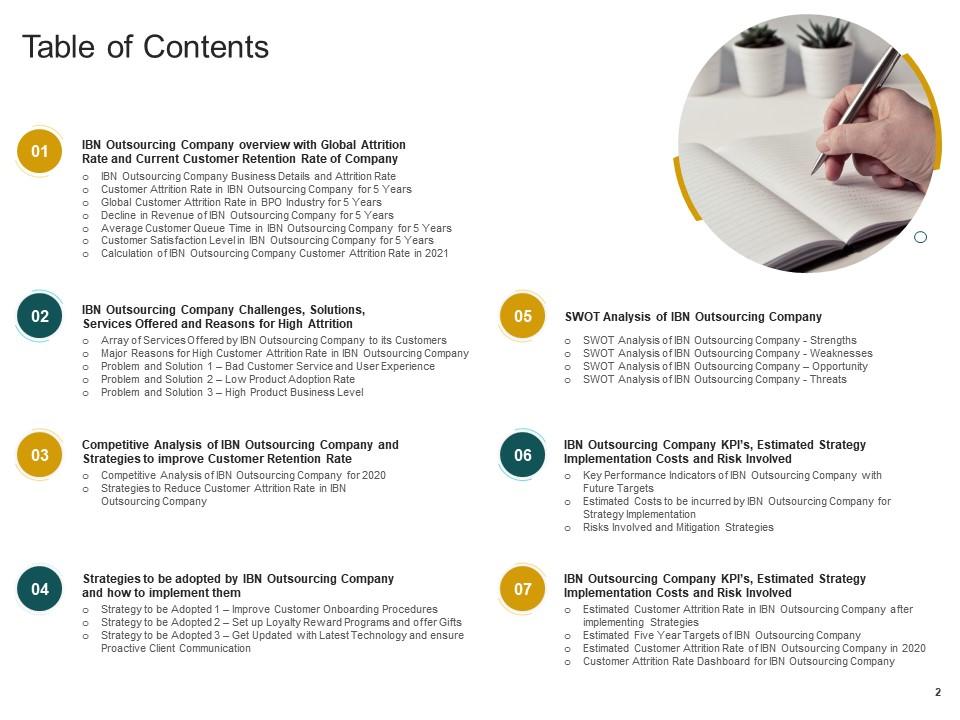 Table of Contents
01
IBN Outsourcing Company overview with Global Attrition
Rate and Current Customer Retention Rate of Company
o IBN Outsourcing Company Business Details and Attrition Rate
o Customer Attrition Rate in IBN Outsourcing Company for 5 Years
o Global Customer Attrition Rate in BPO Industry for 5 Years
o Decline in Revenue of IBN Outsourcing Company for 5 Years
o Average Customer Queue Time in IBN Outsourcing Company for 5 Years
o Customer Satisfaction Level in IBN Outsourcing Company for 5 Years
o Calculation of IBN Outsourcing Company Customer Attrition Rate in 2021
02
IBN Outsourcing Company Challenges, Solutions,
Services Offered and Reasons for High Attrition
o Array of Services Offered by IBN Outsourcing Company to its Customers
o Major Reasons for High Customer Attrition Rate in IBN Outsourcing Company
o Problem and Solution 1 – Bad Customer Service and User Experience
o Problem and Solution 2 – Low Product Adoption Rate
o Problem and Solution 3 – High Product Business Level
03
Competitive Analysis of IBN Outsourcing Company and
Strategies to improve Customer Retention Rate
o Competitive Analysis of IBN Outsourcing Company for 2020
o Strategies to Reduce Customer Attrition Rate in IBN
Outsourcing Company
04
Strategies to be adopted by IBN Outsourcing Company
and how to implement them
o Strategy to be Adopted 1 – Improve Customer Onboarding Procedures
o Strategy to be Adopted 2 – Set up Loyalty Reward Programs and offer Gifts
o Strategy to be Adopted 3 – Get Updated with Latest Technology and ensure
Proactive Client Communication
05
SWOT Analysis of IBN Outsourcing Company
o SWOT Analysis of IBN Outsourcing Company - Strengths
o SWOT Analysis of IBN Outsourcing Company - Weaknesses
o SWOT Analysis of IBN Outsourcing Company – Opportunity
o SWOT Analysis of IBN Outsourcing Company - Threats
06
IBN Outsourcing Company KPI's, Estimated Strategy
Implementation Costs and Risk Involved
o Key Performance Indicators of IBN Outsourcing Company with
Future Targets
o Estimated Costs to be incurred by IBN Outsourcing Company for
Strategy Implementation
o Risks Involved and Mitigation Strategies
07
IBN Outsourcing Company KPI's, Estimated Strategy
Implementation Costs and Risk Involved
o Estimated Customer Attrition Rate in IBN Outsourcing Company after
implementing Strategies
o Estimated Five Year Targets of IBN Outsourcing Company
o Estimated Customer Attrition Rate of IBN Outsourcing Company in 2020
o Customer Attrition Rate Dashboard for IBN Outsourcing Company
2